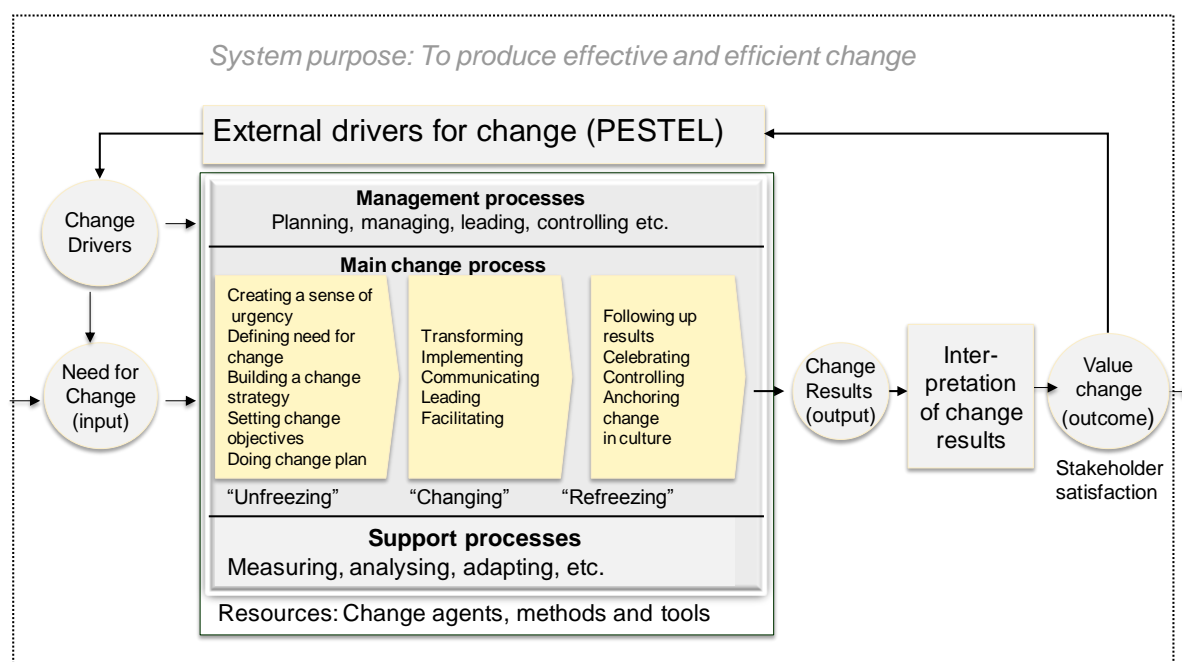 System purpose: To produce effective and efficient change
External drivers for change (PESTEL)
Change
Drivers
Need for
Change
(input)
Management processes
Planning, managing, leading, controlling etc.
Main change process
Creating a sense of
urgency
Defining need for
change
Building a change
strategy
Setting change
objectives
Doing change plan
Transforming
Implementing
Communicating
Leading
Facilitating
Following up
results
Celebrating
Controlling
Anchoring
change
in culture
“Unfreezing”
“Changing”
“Refreezing”
Support processes
Measuring, analysing, adapting, etc.
Resources: Change agents, methods and tools
Change
Results
(output)
Inter-
pretation
of change
results
Value
change
(outcome)
Stakeholder
satisfaction